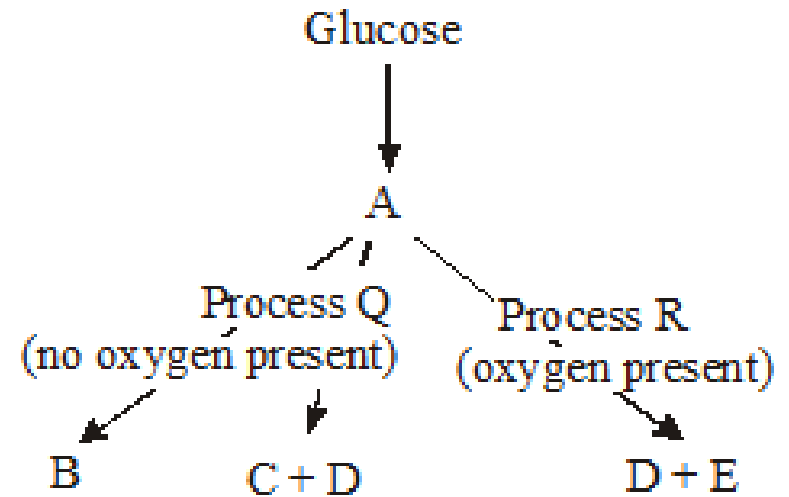 Glucose
A
Process Q
(no oxygen present)
Process R
(oxygen present)
B
C + D
D + E